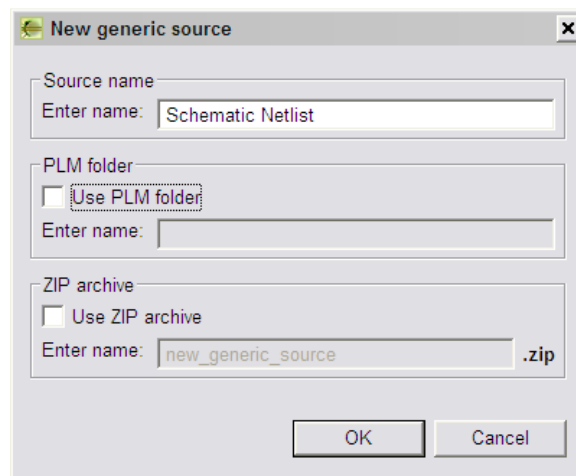 New generic source
Source name
Enter name: Schematic Netlist
PLM folder
Use PLM folder
Enter name:
ZIP archive
Use ZIP archive
Enter name: new_generic_source .zip
OK Cancel